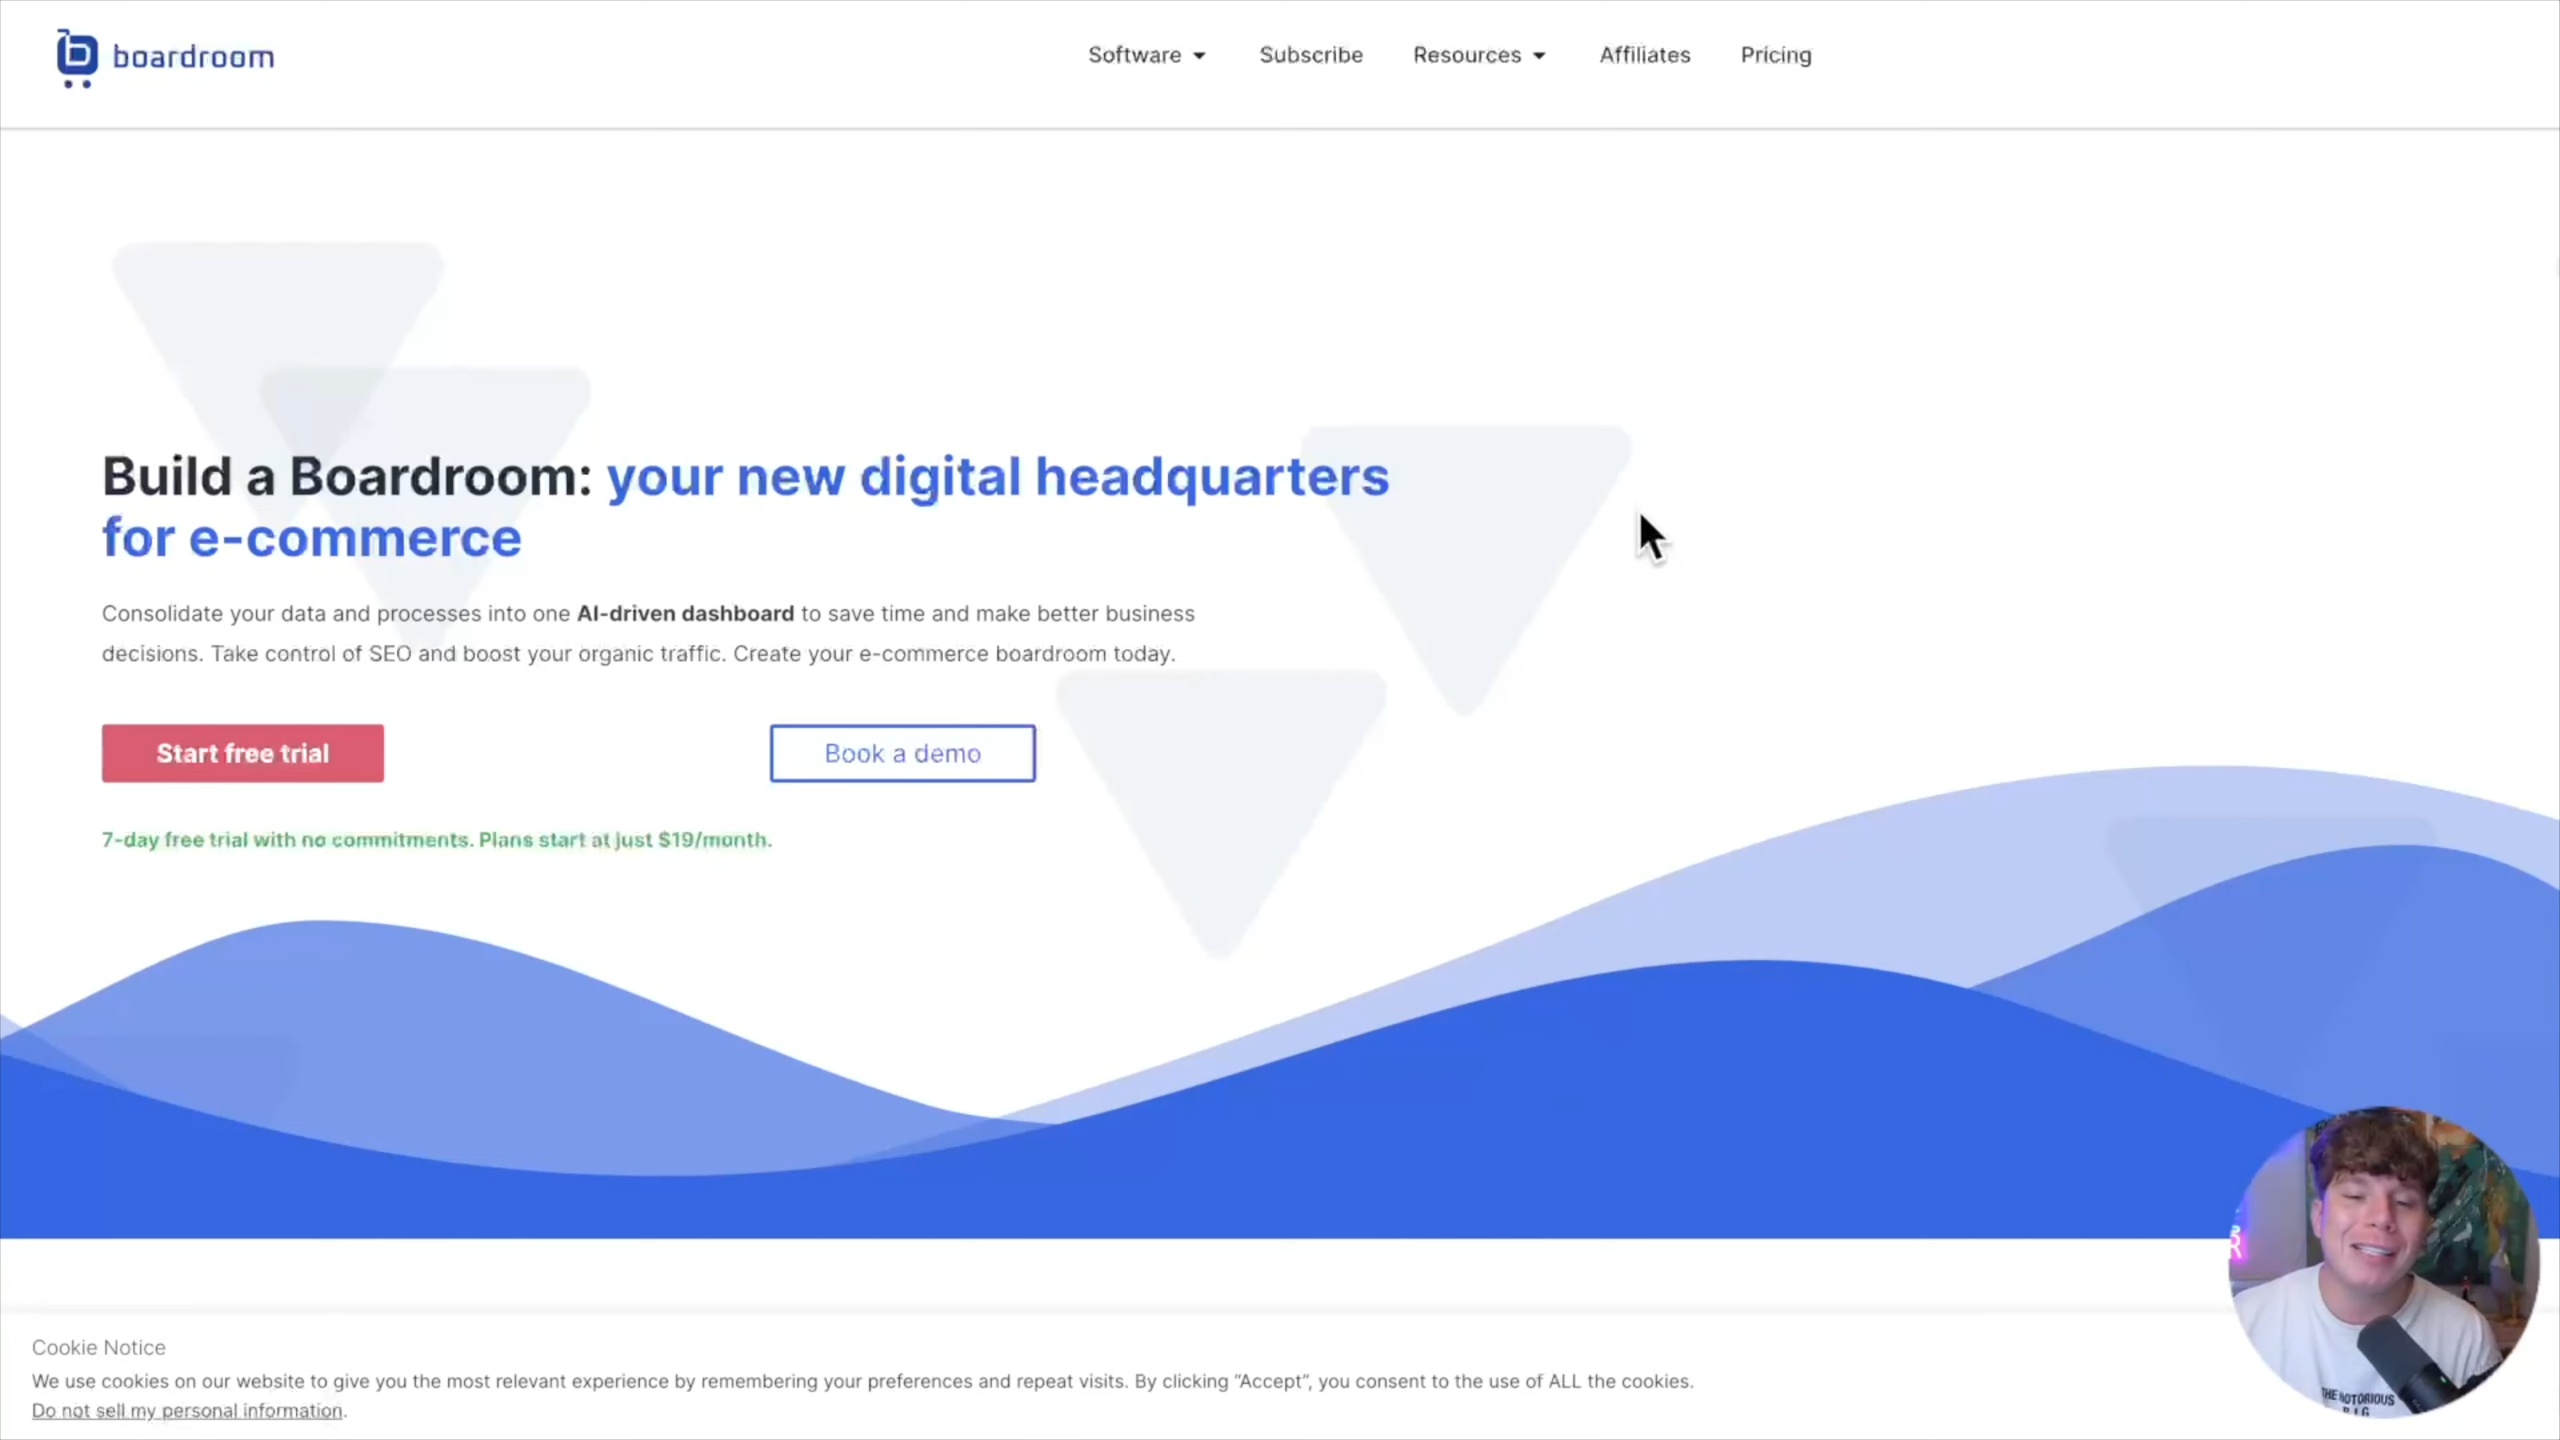 boardroom
Software
Subscribe
Resources
Affiliates
Pricing
Build a Boardroom: your new digital headquarters
for e-commerce
Consolidate your data and processes into one AI-driven dashboard to save time and make better business
decisions. Take control of SEO and boost your organic traffic. Create your e-commerce boardroom today.
Start free trial
Book a demo
7-day free trial with no commitments. Plans start at just $19/month.
Cookie Notice
We use cookies on our website to give you the most relevant experience by remembering your preferences and repeat visits. By clicking “Accept”, you consent to the use of ALL the cookies.
Do not sell my personal information.
THE NOTORIOUS
B.I.G